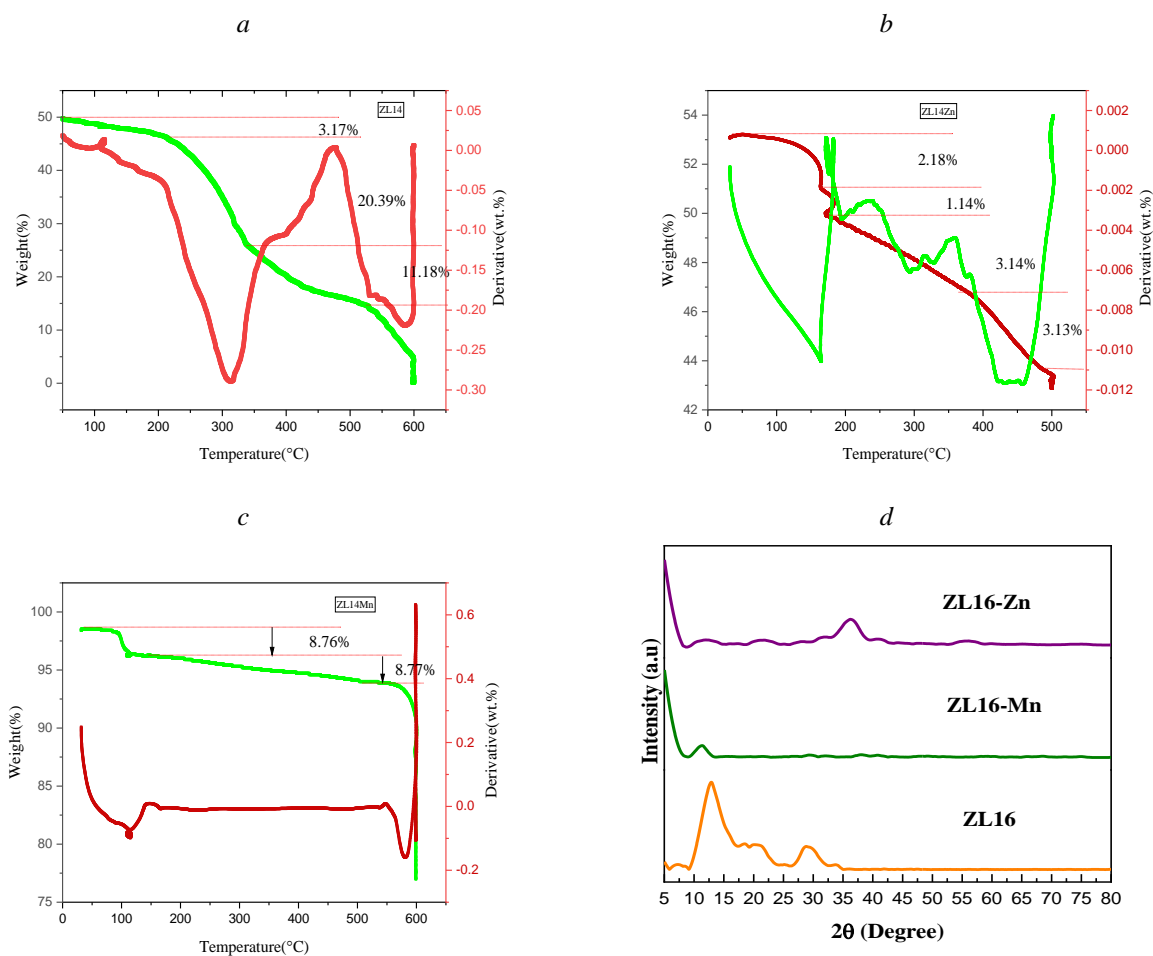 a
ZL14
3.17%
20.39%
11.18%
50
40
30
20
10
0
Weight(%)
0.05
0.00
-0.05
-0.10
-0.15
-0.20
-0.25
-0.30
Derivative(wt.%)
100 200 300 400 500 600
Temperature(°C)
b
ZL14Zn
2.18%
1.14%
3.14%
3.13%
54
52
50
48
46
44
42
Weight(%)
0.002
0.000
-0.002
-0.004
-0.006
-0.008
-0.010
-0.012
Derivative(wt.%)
0 100 200 300 400 500
Temperature(°C)
c
ZL14Mn
8.76%
8.77%
100
95
90
85
80
75
Weight(%)
0.6
0.4
0.2
0.0
-0.2
Derivative(wt.%)
0 100 200 300 400 500 600
Temperature(°C)
d
ZL16-Zn
ZL16-Mn
ZL16
Intensity (a.u)
5 10 15 20 25 30 35 40 45 50 55 60 65 70 75 80
2θ (Degree)